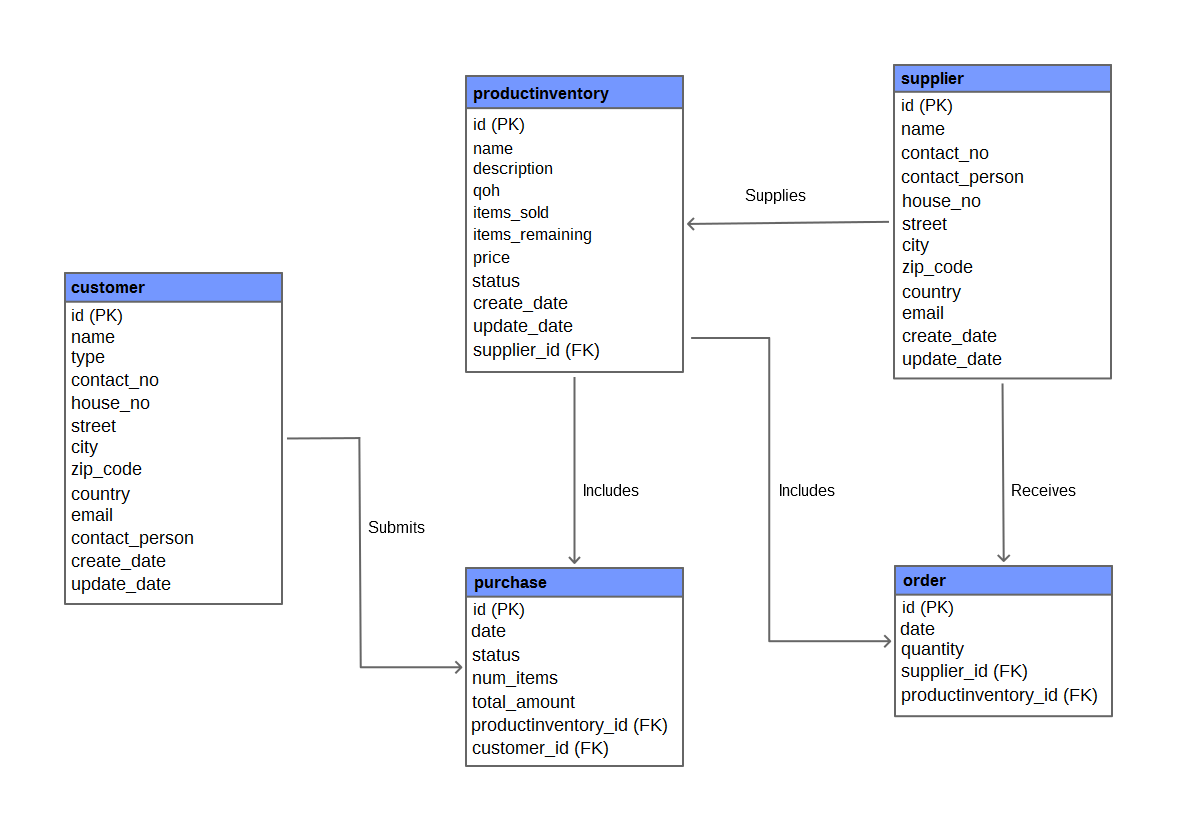 productinventory
id (PK)
name
description
qoh
items_sold
items_remaining
price
status
create_date
update_date
supplier_id (FK)
supplier
id (PK)
name
contact_no
contact_person
house_no
street
city
zip_code
country
email
create_date
update_date
Supplies
customer
id (PK)
name
type
contact_no
house_no
street
city
zip_code
country
email
contact_person
create_date
update_date
Submits
Includes
Includes
Receives
purchase
id (PK)
date
status
num_items
total_amount
productinventory_id (FK)
customer_id (FK)
order
id (PK)
date
quantity
supplier_id (FK)
productinventory_id (FK)